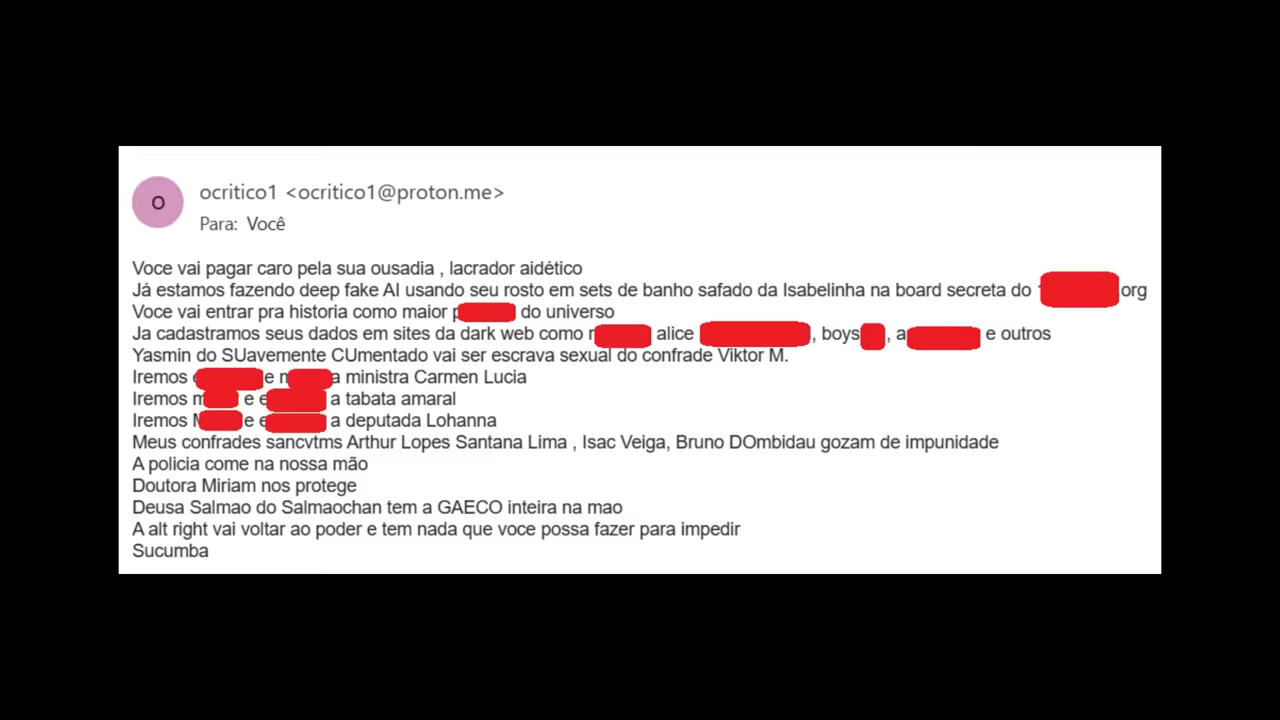 O
ocritico1 <ocritico1@proton.me>
Para: Você
Voce vai pagar caro pela sua ousadia , lacrador aidético
Já estamos fazendo deep fake AI usando seu rosto em sets de banho safado da Isabelinha na board secreta do org
Voce vai entrar pra historia como maior p do universo
Ja cadastramos seus dados em sites da dark web como alice , boys , a e outros
Yasmin do SUavemente CUmentado vai ser escrava sexual do confrade Viktor M.
Iremos e a ministra Carmen Lucia
Iremos m e e a tabata amaral
Iremos e e a deputada Lohanna
Meus confrades sancvtms Arthur Lopes Santana Lima , Isac Veiga, Bruno DOmbidau gozam de impunidade
A policia come na nossa mão
Doutora Miriam nos protege
Deusa Salmao do Salmaochan tem a GAECO inteira na mao
A alt right vai voltar ao poder e tem nada que voce possa fazer para impedir
Sucumba